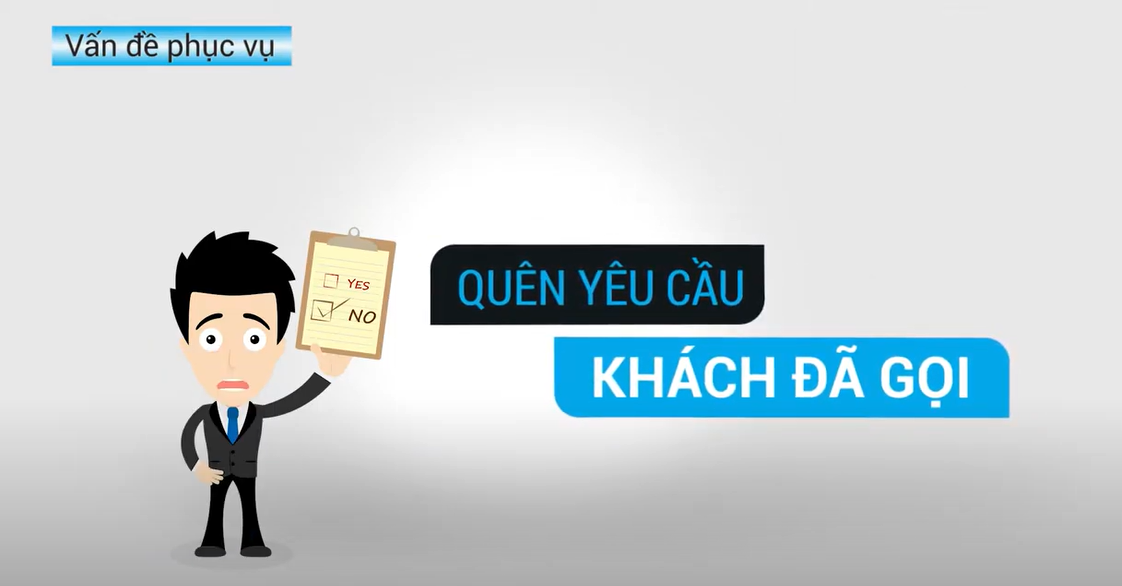 Vấn đề phục vụ
YES
NO
QUÊN YÊU CẦU
KHÁCH ĐÃ GỌI